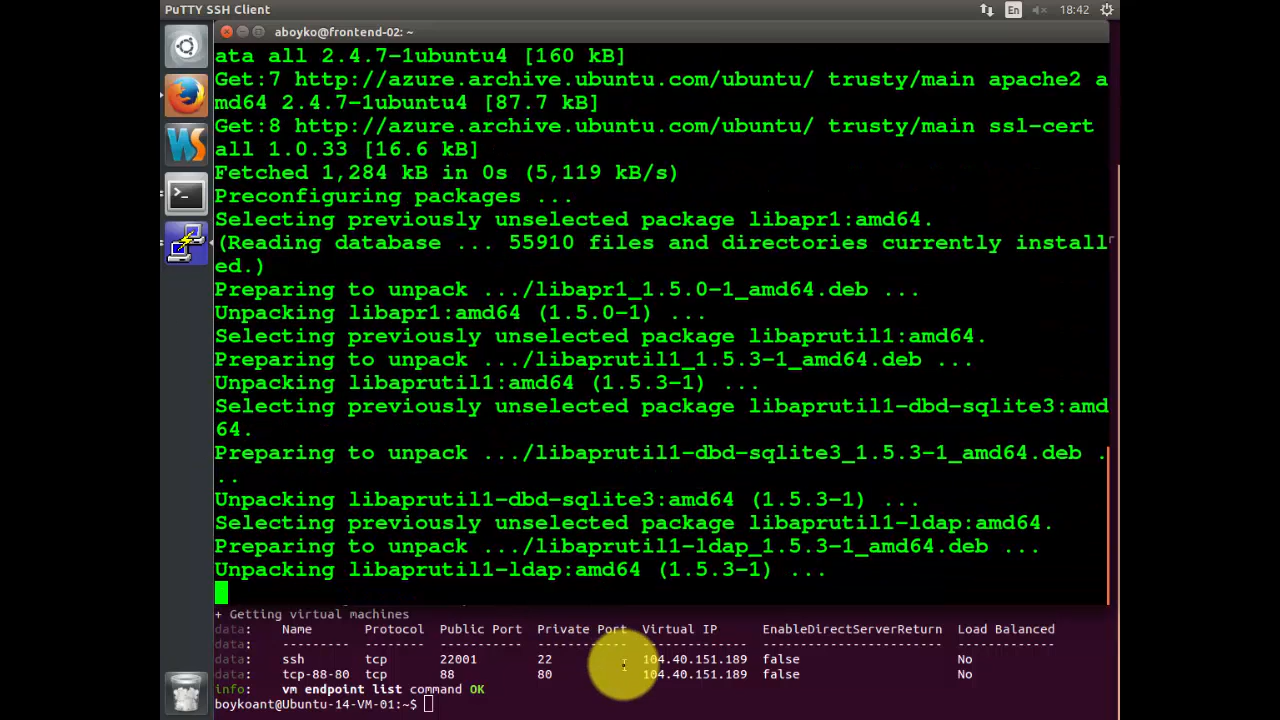 PuTTY SSH Client
En
18:42
aboyko@frontend-02: ~
ata all 2.4.7-1ubuntu4 [160 kB]
Get:7 http://azure.archive.ubuntu.com/ubuntu/ trusty/main apache2 a
md64 2.4.7-1ubuntu4 [87.7 kB]
Get:8 http://azure.archive.ubuntu.com/ubuntu/ trusty/main ssl-cert
all 1.0.33 [16.6 kB]
Fetched 1,284 kB in 0s (5,119 kB/s)
Preconfiguring packages ...
Selecting previously unselected package libapr1:amd64.
(Reading database ... 55910 files and directories currently install
ed.)
Preparing to unpack .../libapr1_1.5.0-1_amd64.deb ...
Unpacking libapr1:amd64 (1.5.0-1) ...
Selecting previously unselected package libaprutil1:amd64.
Preparing to unpack .../libaprutil1_1.5.3-1_amd64.deb ...
Unpacking libaprutil1:amd64 (1.5.3-1) ...
Selecting previously unselected package libaprutil1-dbd-sqlite3:amd
64.
Preparing to unpack .../libaprutil1-dbd-sqlite3_1.5.3-1_amd64.deb .
..
Unpacking libaprutil1-dbd-sqlite3:amd64 (1.5.3-1) ...
Selecting previously unselected package libaprutil1-ldap:amd64.
Preparing to unpack .../libaprutil1-ldap_1.5.3-1_amd64.deb ...
Unpacking libaprutil1-ldap:amd64 (1.5.3-1) ...
+ Getting virtual machines
data: Name Protocol Public Port Private Port Virtual IP EnableDirectServerReturn Load Balanced
data: --------- -------- ----------- ------------ -------------- ------------------------ -------------
data: ssh tcp 22001 22 104.40.151.189 false No
data: tcp-88-80 tcp 88 80 104.40.151.189 false No
info: vm endpoint list command OK
boykoant@Ubuntu-14-VM-01:~$